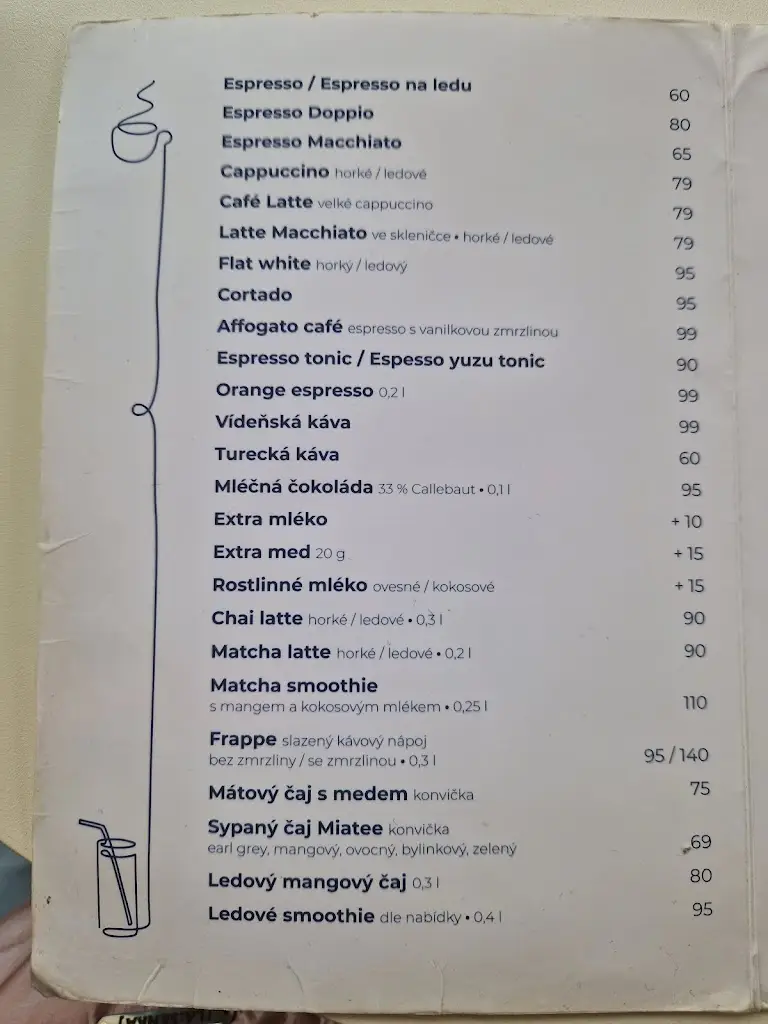 Espresso / Espresso na ledu 60
Espresso Doppio 80
Espresso Macchiato 65
Cappuccino horké / ledové 79
Café Latte velké cappuccino 79
Latte Macchiato ve skleničce • horké / ledové 79
Flat white horký / ledový 95
Cortado 95
Affogato café espresso s vanilkovou zmrzlinou 99
Espresso tonic / Espesso yuzu tonic 90
Orange espresso 0,2 l 99
Vídeňská káva 99
Turecká káva 60
Mléčná čokoláda 33 % Callebaut • 0,1 l 95
Extra mléko + 10
Extra med 20 g + 15
Rostlinné mléko ovesné / kokosové + 15
Chai latte horké / ledové • 0,3 l 90
Matcha latte horké / ledové • 0,2 l 90
Matcha smoothie
s mangem a kokosovým mlékem • 0,25 l 110
Frappe slazený kávový nápoj
bez zmrzliny / se zmrzlinou • 0,3 l 95 / 140
Mátový čaj s medem konvička 75
Sypaný čaj Miatee konvička
earl grey, mangový, ovocný, bylinkový, zelený 69
Ledový mangový čaj 0,3 l 80
Ledové smoothie dle nabídky • 0,4 l 95